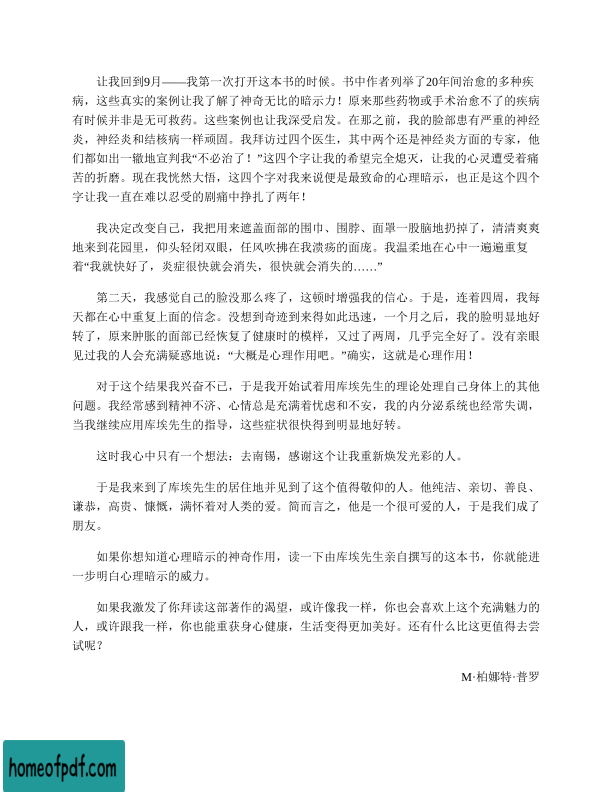 让我回到9月——我第一次打开这本书的时候。书中作者列举了20年间治愈的多种疾
病，这些真实的案例让我了解了神奇无比的暗示力！原来那些药物或手术治愈不了的疾病
有时候并非是无可救药。这些案例也让我深受启发。在那之前，我的脸部患有严重的神经
炎，神经炎和结核病一样顽固。我拜访过四个医生，其中两个还是神经炎方面的专家，他
们都如出一辙地宣判我“不必治了！”这四个字让我的希望完全熄灭，让我的心灵遭受着痛
苦的折磨。现在我恍然大悟，这四个字对我来说便是最致命的心理暗示，也正是这个四个
字让我一直在难以忍受的剧痛中挣扎了两年！
我决定改变自己，我把用来遮盖面部的围巾、围脖、面罩一股脑地扔掉了，清清爽爽
地来到花园里，仰头轻闭双眼，任风吹拂在我溃疡的面庞。我温柔地在心中一遍遍重复
着“我就快好了，炎症很快就会消失，很快就会消失的……”
第二天，我感觉自己的脸没那么疼了，这顿时增强我的信心。于是，连着四周，我每
天都在心中重复上面的信念。没想到奇迹到来得如此迅速，一个月之后，我的脸明显地好
转了，原来肿胀的面部已经恢复了健康时的模样，又过了两周，几乎完全好了。没有亲眼
见过我的人会充满疑惑地说：“大概是心理作用吧。”确实，这就是心理作用！
对于这个结果我兴奋不已，于是我开始试着用库埃先生的理论处理自己身体上的其他
问题。我经常感到精神不济、心情总是充满着忧虑和不安，我的内分泌系统也经常失调，
当我继续应用库埃先生的指导，这些症状很快得到明显地好转。
这时我心中只有一个想法：去南锡，感谢这个让我重新焕发光彩的人。
于是我来到了库埃先生的居住地并见到了这个值得敬仰的人。他纯洁、亲切、善良、
谦恭，高贵、慷慨，满怀着对人类的爱。简而言之，他是一个很可爱的人，于是我们成了
朋友。
如果你想知道心理暗示的神奇作用，读一下由库埃先生亲自撰写的这本书，你就能进
一步明白心理暗示的威力。
如果我激发了你拜读这部著作的渴望，或许像我一样，你也会喜欢上这个充满魅力的
人，或许跟我一样，你也能重获身心健康，生活变得更加美好。还有什么比这更值得去尝
试呢？
M·柏娜特·普罗
homeofpdf.com